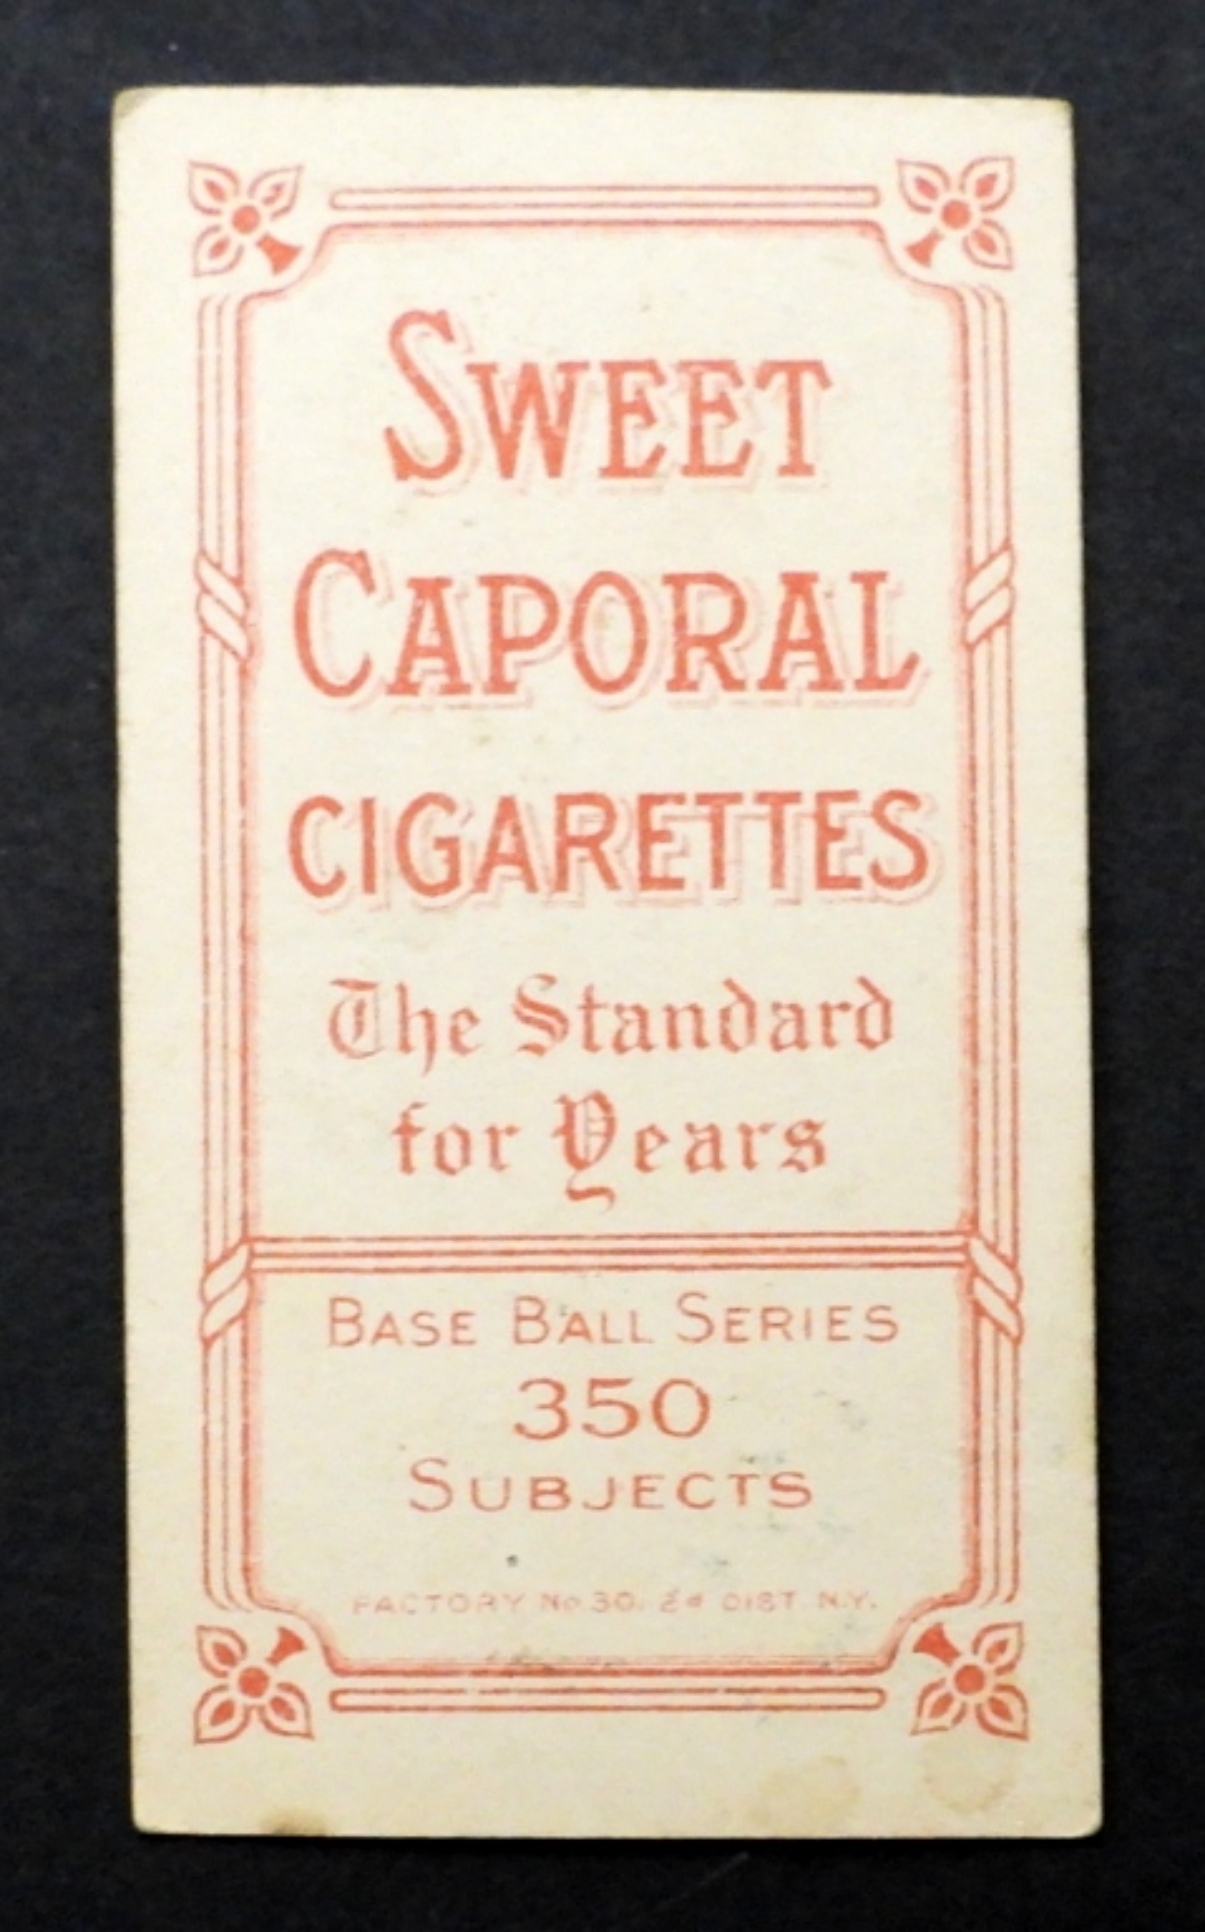 SWEET
CAPORAL
CIGARETTES
The Standard
for Years
BASE BALL SERIES
350
SUBJECTS
FACTORY No 30. 2d DIST. N.Y.